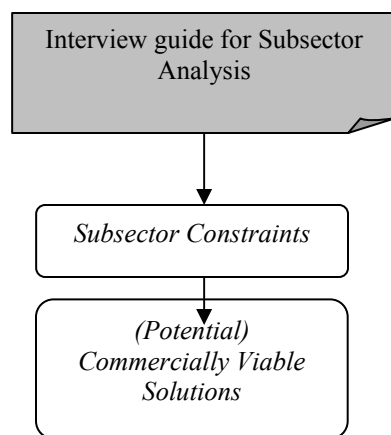 Interview guide for Subsector
Analysis
Subsector Constraints
(Potential)
Commercially Viable
Solutions